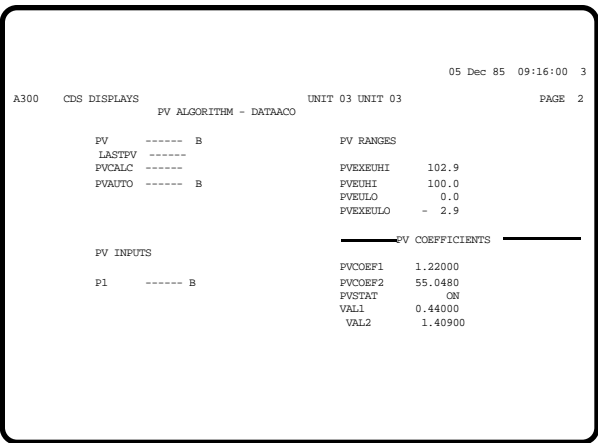 05 Dec 85 09:16:00 3
A300 CDS DISPLAYS UNIT 03 UNIT 03 PAGE 2
PV ALGORITHM - DATAACO
PV ------ B
LASTPV ------
PVCALC ------
PVAUTO ------ B
PV INPUTS
P1 ------ B
PV RANGES
PVEXEUHI 102.9
PVEUHI 100.0
PVEULO 0.0
PVEXEULO - 2.9
PV COEFFICIENTS
PVCOEF1 1.22000
PVCOEF2 55.0480
PVSTAT ON
VAL1 0.44000
VAL2 1.40900